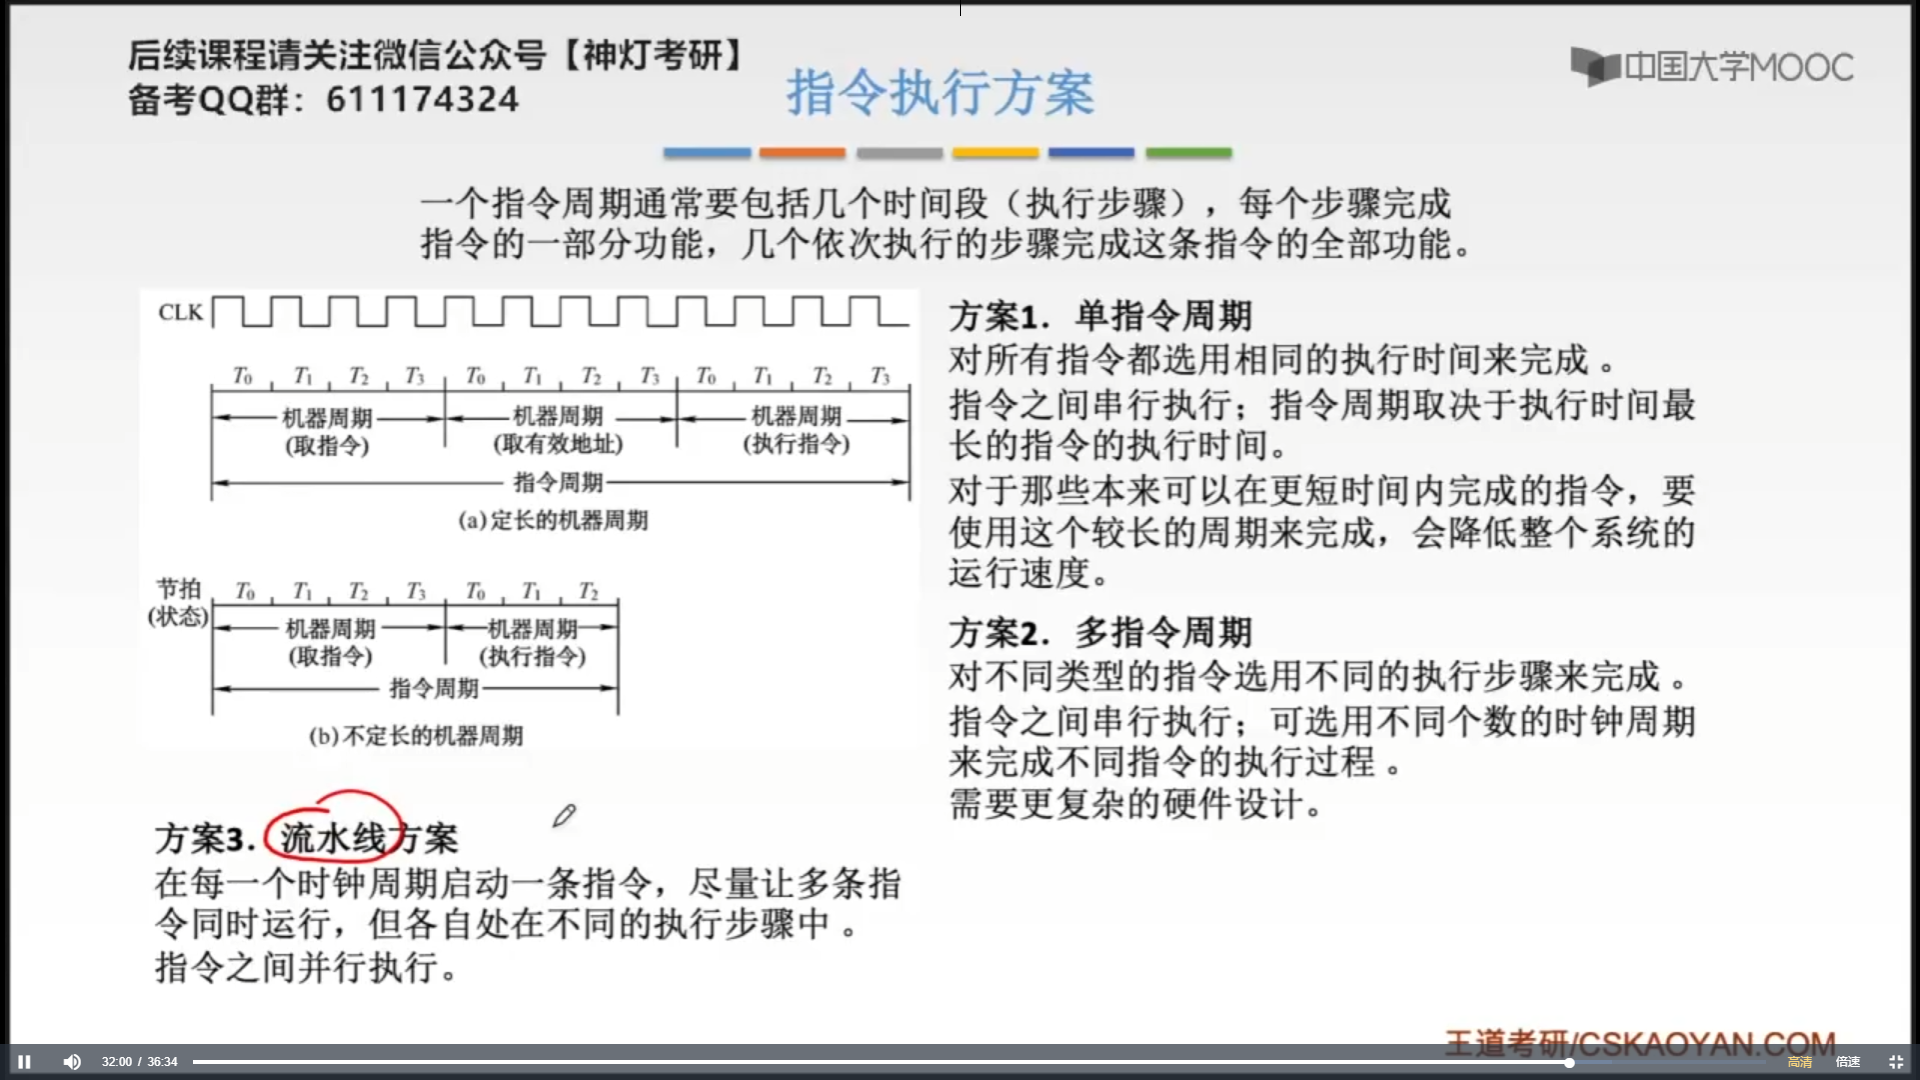 后续课程请关注微信公众号【神灯考研】
备考QQ群：611174324
中国大学MOOC
指令执行方案
一个指令周期通常要包括几个时间段（执行步骤），每个步骤完成
指令的一部分功能，几个依次执行的步骤完成这条指令的全部功能。
CLK
T0 T1 T2 T3 T0 T1 T2 T3 T0 T1 T2 T3
机器周期 机器周期 机器周期
(取指令) (取有效地址) (执行指令)
指令周期
(a)定长的机器周期
节拍
(状态)
T0 T1 T2 T3 T0 T1 T2
机器周期 机器周期
(取指令) (执行指令)
指令周期
(b)不定长的机器周期
方案1. 单指令周期
对所有指令都选用相同的执行时间来完成 。
指令之间串行执行；指令周期取决于执行时间最
长的指令的执行时间。
对于那些本来可以在更短时间内完成的指令，要
使用这个较长的周期来完成，会降低整个系统的
运行速度。
方案2. 多指令周期
对不同类型的指令选用不同的执行步骤来完成 。
指令之间串行执行；可选用不同个数的时钟周期
来完成不同指令的执行过程 。
需要更复杂的硬件设计。
方案3. 流水线方案
在每一个时钟周期启动一条指令，尽量让多条指
令同时运行，但各自处在不同的执行步骤中 。
指令之间并行执行。
王道考研/CSKAOYAN.COM
32:00 / 36:34
高清 倍速